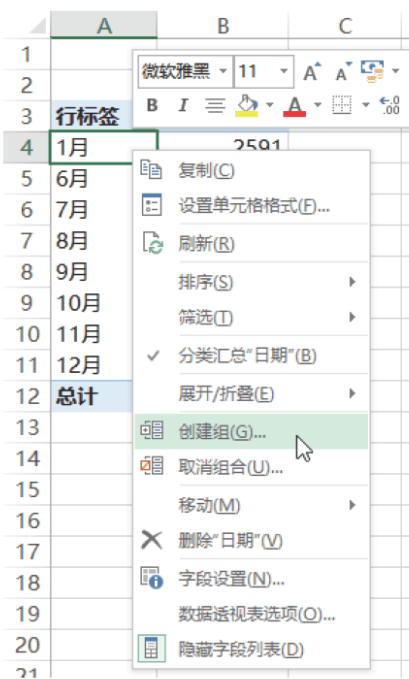 A B C
1
微软雅黑 11 A A
2
B I A .00
3 行标签
4 1月 2591
复制(C)
5 6月
设置单元格格式(F)...
6 7月
7 8月 刷新(R)
8 9月 排序(S)
9 10月 筛选(T)
10 11月
11 12月 分类汇总"日期"(B)
12 总计 展开/折叠(E)
13 创建组(G)...
14 取消组合(U)...
15
16 移动(M)
17 删除"日期"(V)
18 字段设置(N)...
19 数据透视表选项(O)...
20 隐藏字段列表(D)
21